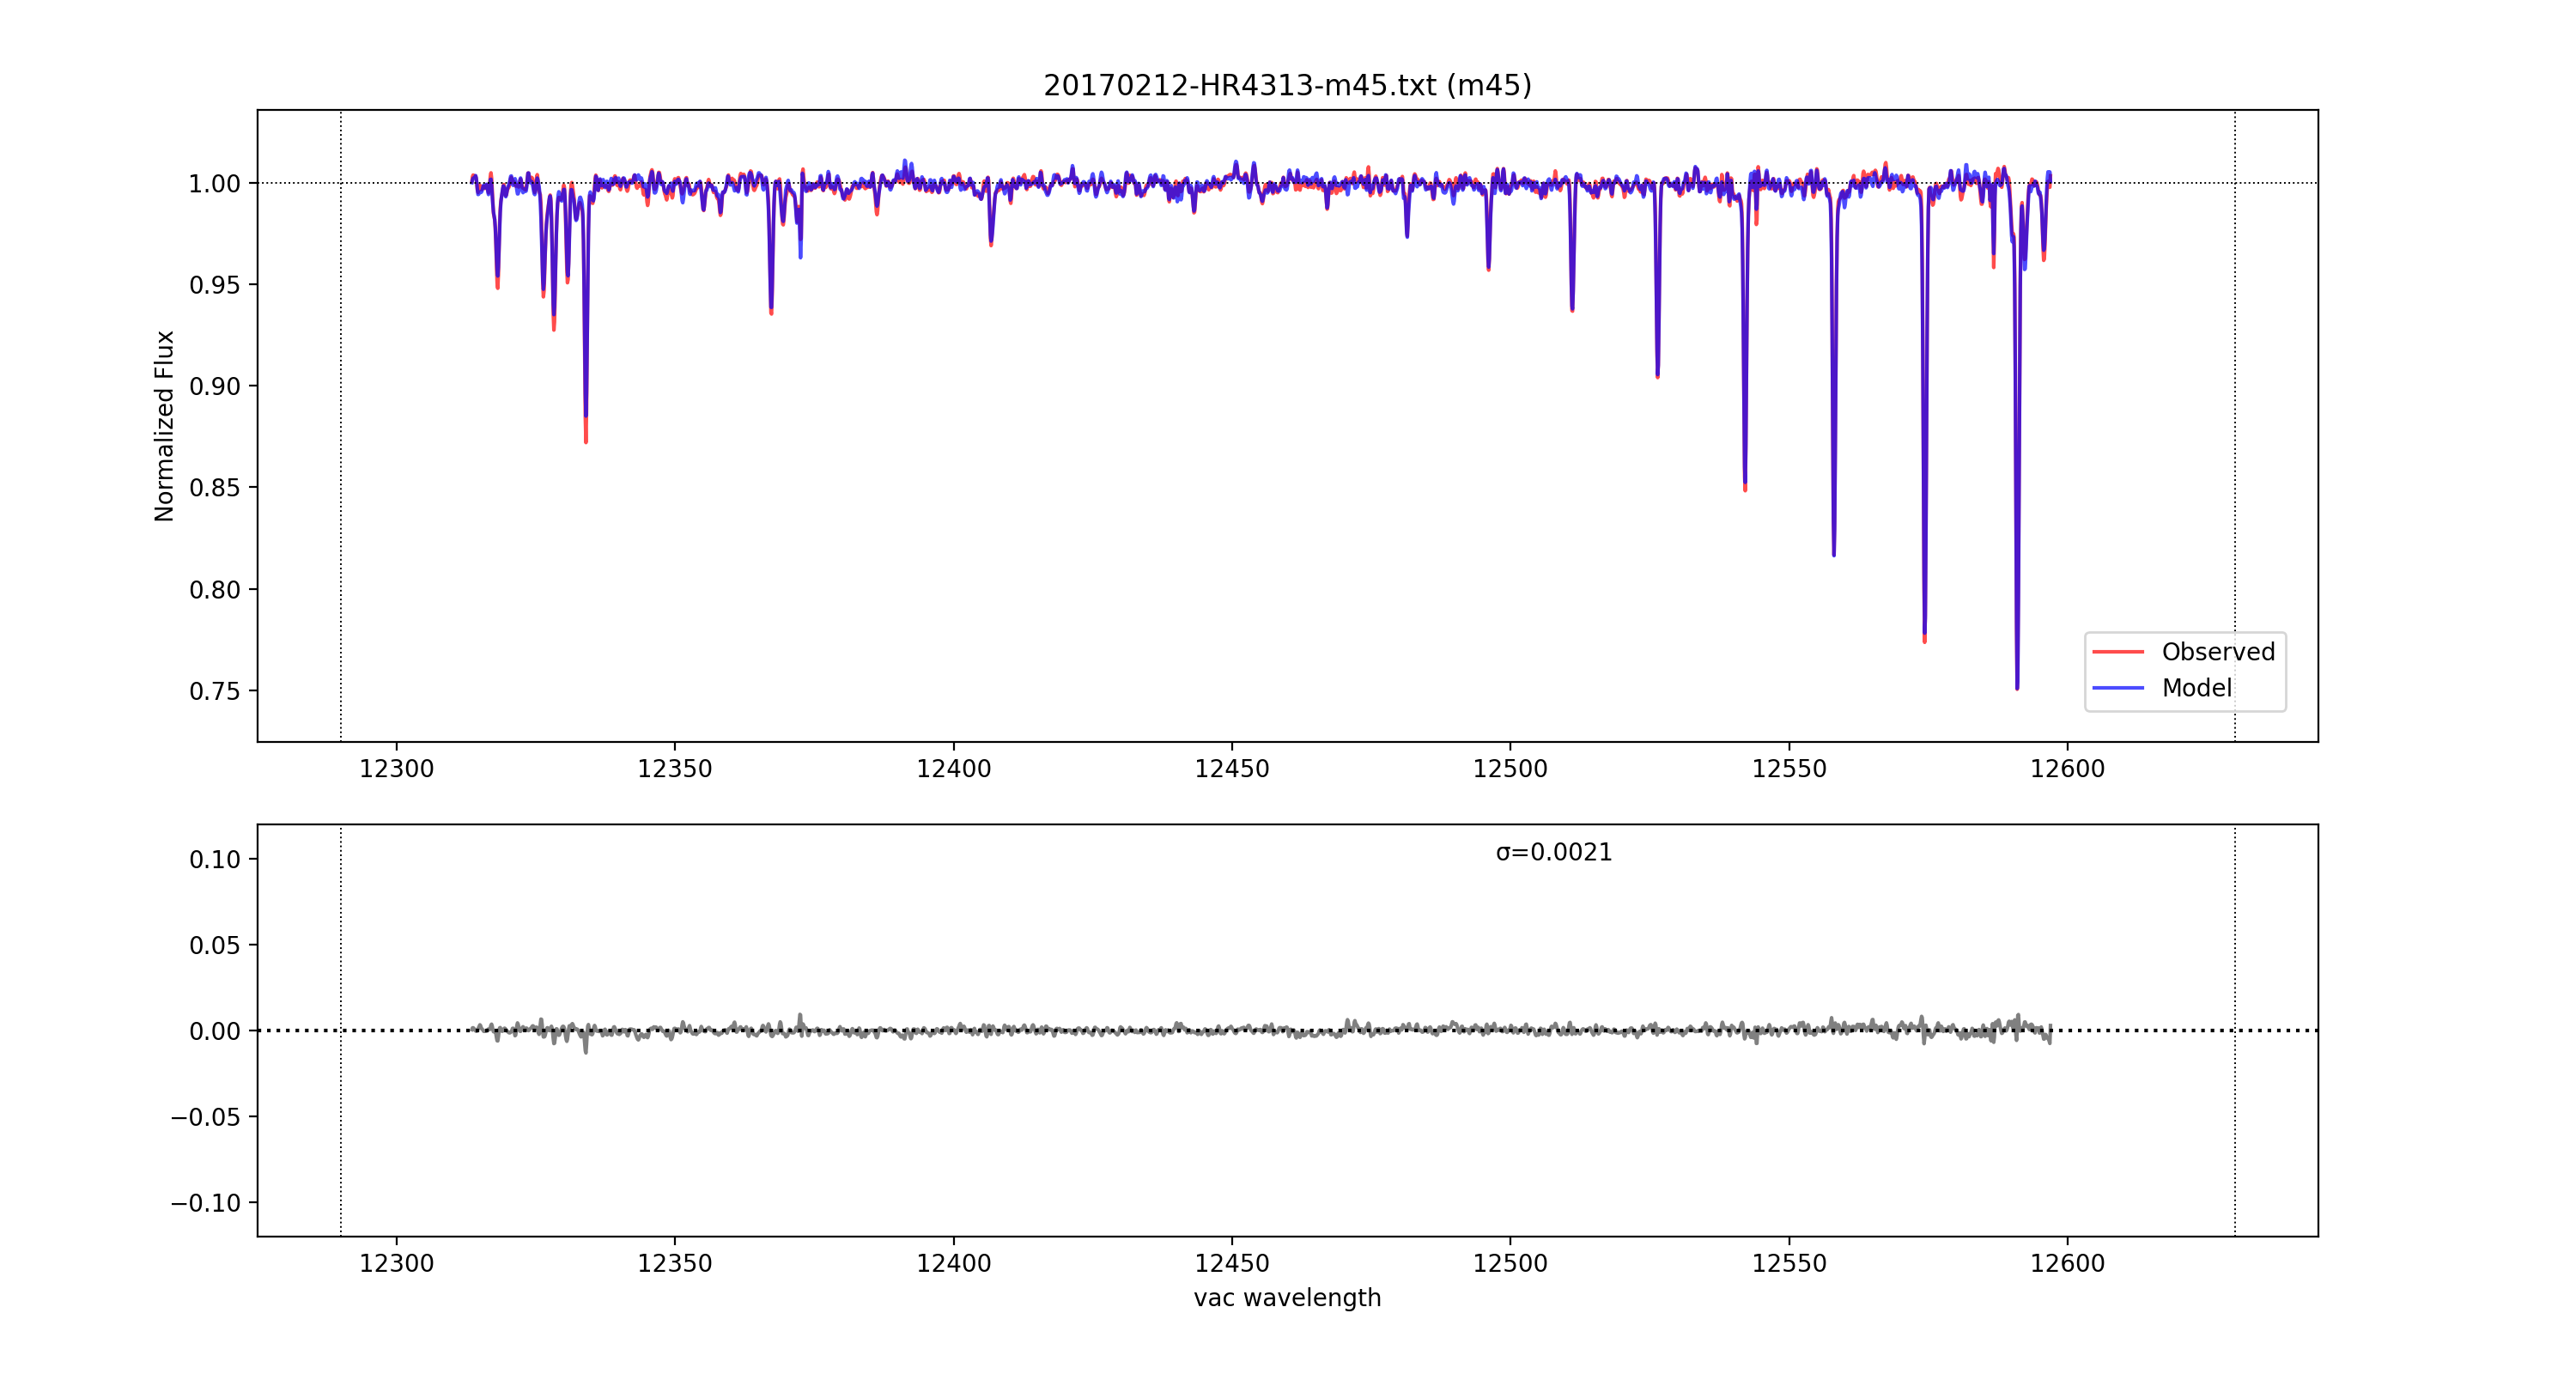 20170212-HR4313-m45.txt (m45)
Normalized Flux
1.00
0.95
0.90
0.85
0.80
0.75
Observed
Model
12300 12350 12400 12450 12500 12550 12600
σ=0.0021
0.10
0.05
0.00
−0.05
−0.10
12300 12350 12400 12450 12500 12550 12600
vac wavelength